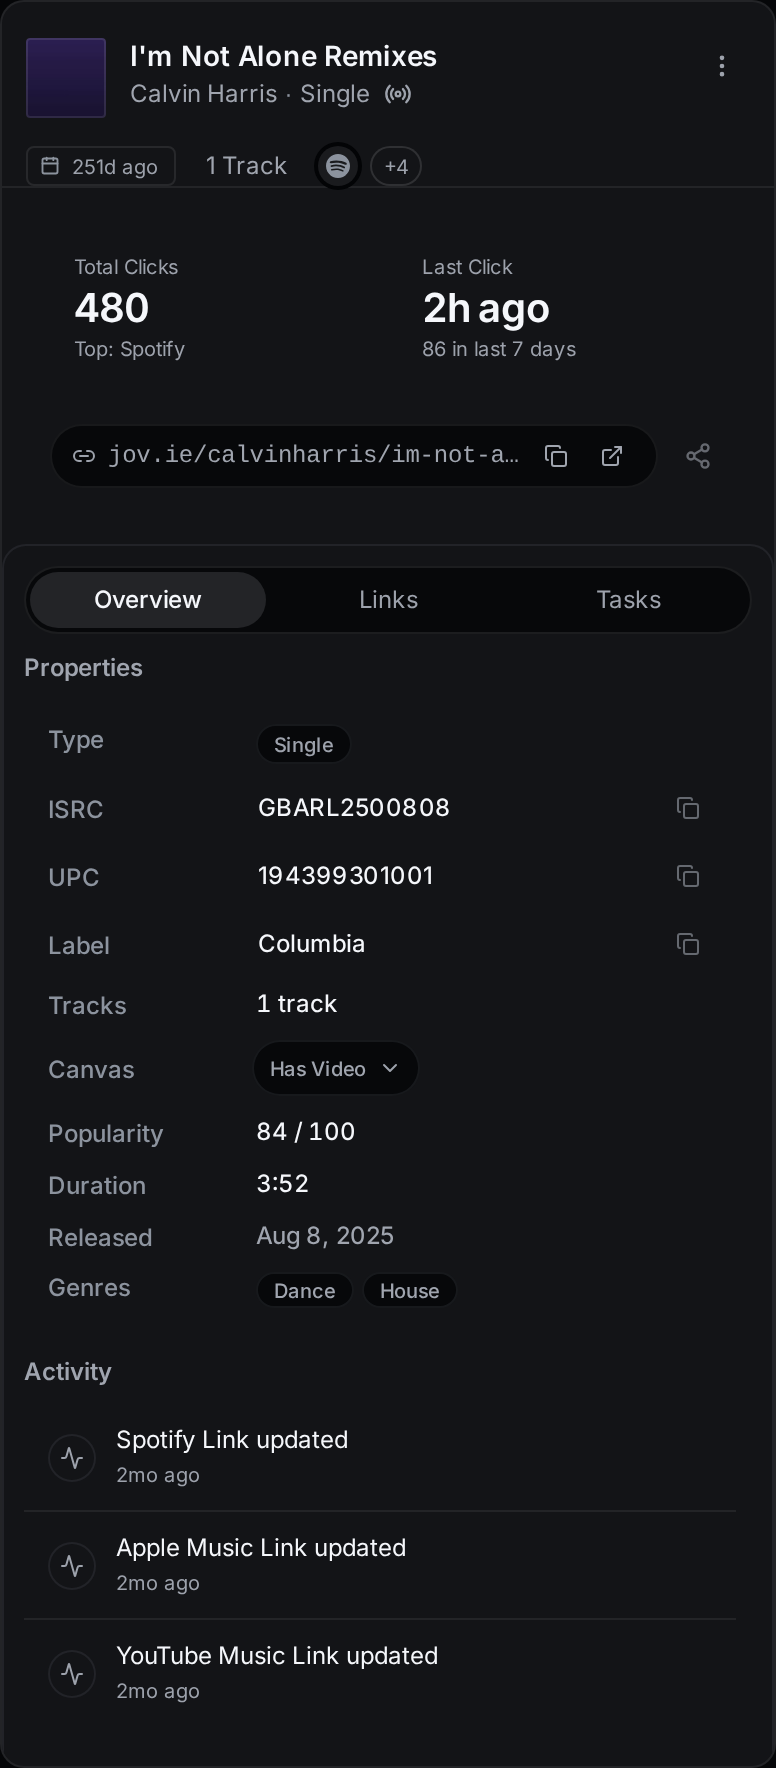 I'm Not Alone Remixes
Calvin Harris · Single
251d ago 1 Track +4
Total Clicks Last Click
480 2h ago
Top: Spotify 86 in last 7 days
jov.ie/calvinharris/im-not-a…
Overview Links Tasks
Properties
Type Single
ISRC GBARL2500808
UPC 194399301001
Label Columbia
Tracks 1 track
Canvas Has Video
Popularity 84 / 100
Duration 3:52
Released Aug 8, 2025
Genres Dance House
Activity
Spotify Link updated
2mo ago
Apple Music Link updated
2mo ago
YouTube Music Link updated
2mo ago